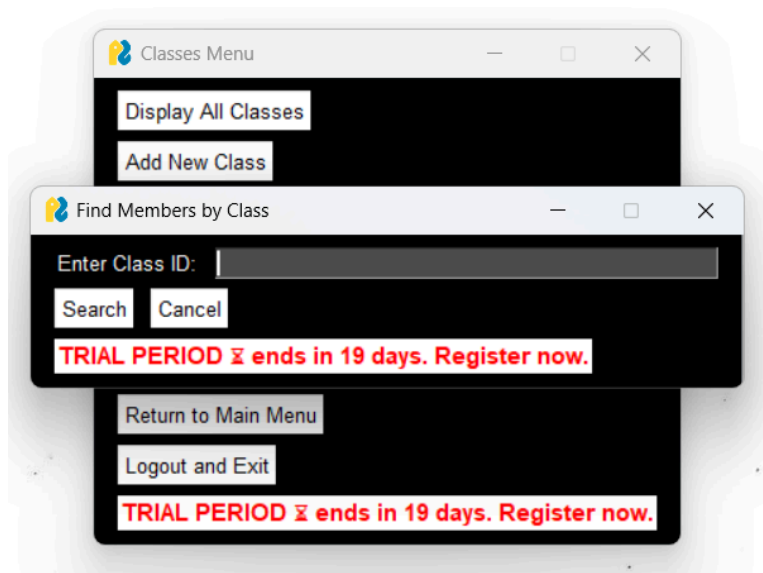 Classes Menu
Display All Classes
Add New Class
Find Members by Class
Enter Class ID:
Search Cancel
TRIAL PERIOD ⌛ ends in 19 days. Register now.
Return to Main Menu
Logout and Exit
TRIAL PERIOD ⌛ ends in 19 days. Register now.